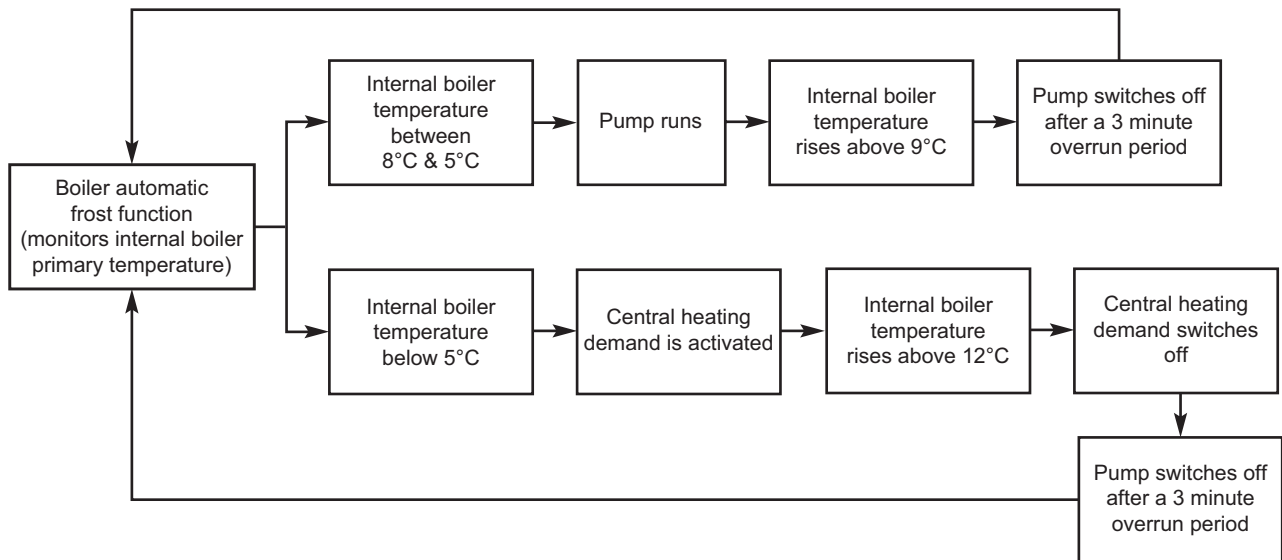 Boiler automatic
frost function
(monitors internal boiler
primary temperature)
Internal boiler
temperature
between
8°C & 5°C
Pump runs
Internal boiler
temperature
rises above 9°C
Pump switches off
after a 3 minute
overrun period
Internal boiler
temperature
below 5°C
Central heating
demand is activated
Internal boiler
temperature
rises above 12°C
Central heating
demand switches
off
Pump switches off
after a 3 minute
overrun period